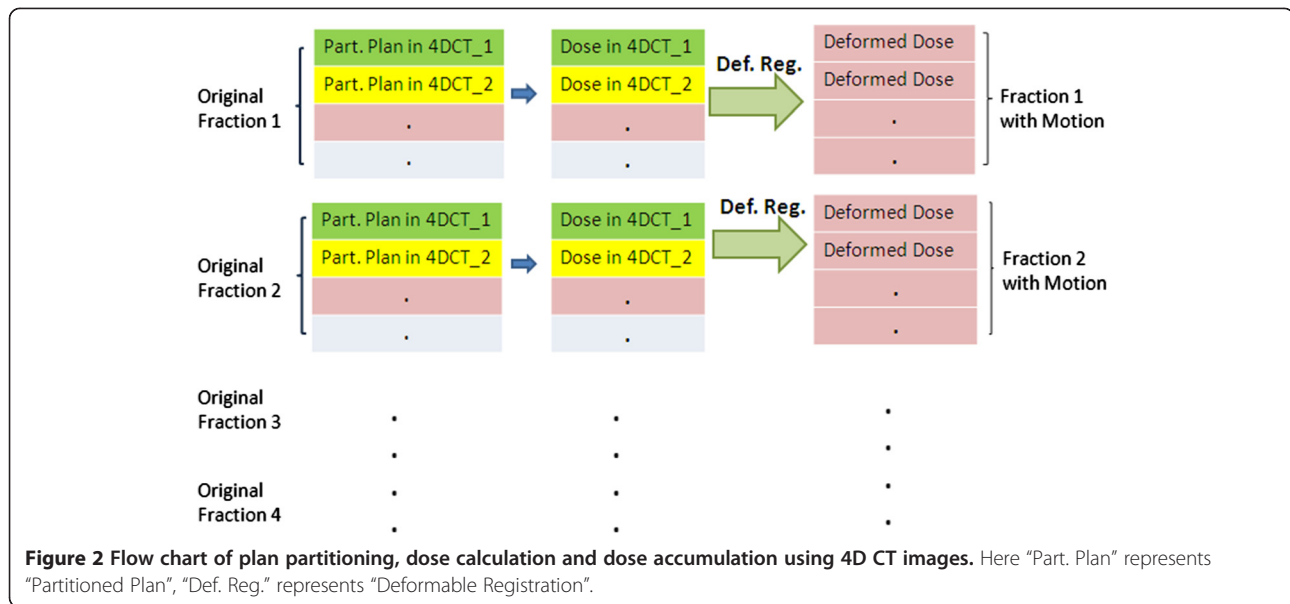 Original
Fraction 1
Part. Plan in 4DCT_1
Part. Plan in 4DCT_2
.
.
Dose in 4DCT_1
Dose in 4DCT_2
.
.
Def. Reg.
Deformed Dose
Deformed Dose
.
.
Fraction 1
with Motion
Original
Fraction 2
Part. Plan in 4DCT_1
Part. Plan in 4DCT_2
.
.
Dose in 4DCT_1
Dose in 4DCT_2
.
.
Def. Reg.
Deformed Dose
Deformed Dose
.
.
Fraction 2
with Motion
Original
Fraction 3
. . .
. . .
Original
Fraction 4
. . .
. . .
Figure 2 Flow chart of plan partitioning, dose calculation and dose accumulation using 4D CT images. Here “Part. Plan” represents
“Partitioned Plan”, “Def. Reg.” represents “Deformable Registration”.